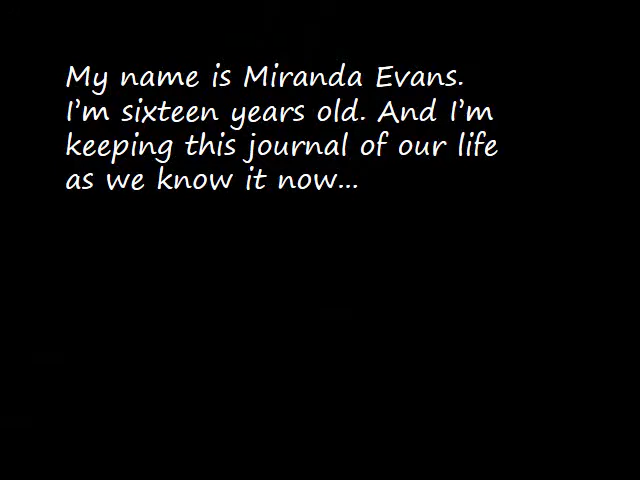 My name is Miranda Evans.
I'm sixteen years old. And I'm
keeping this journal of our life
as we know it now...